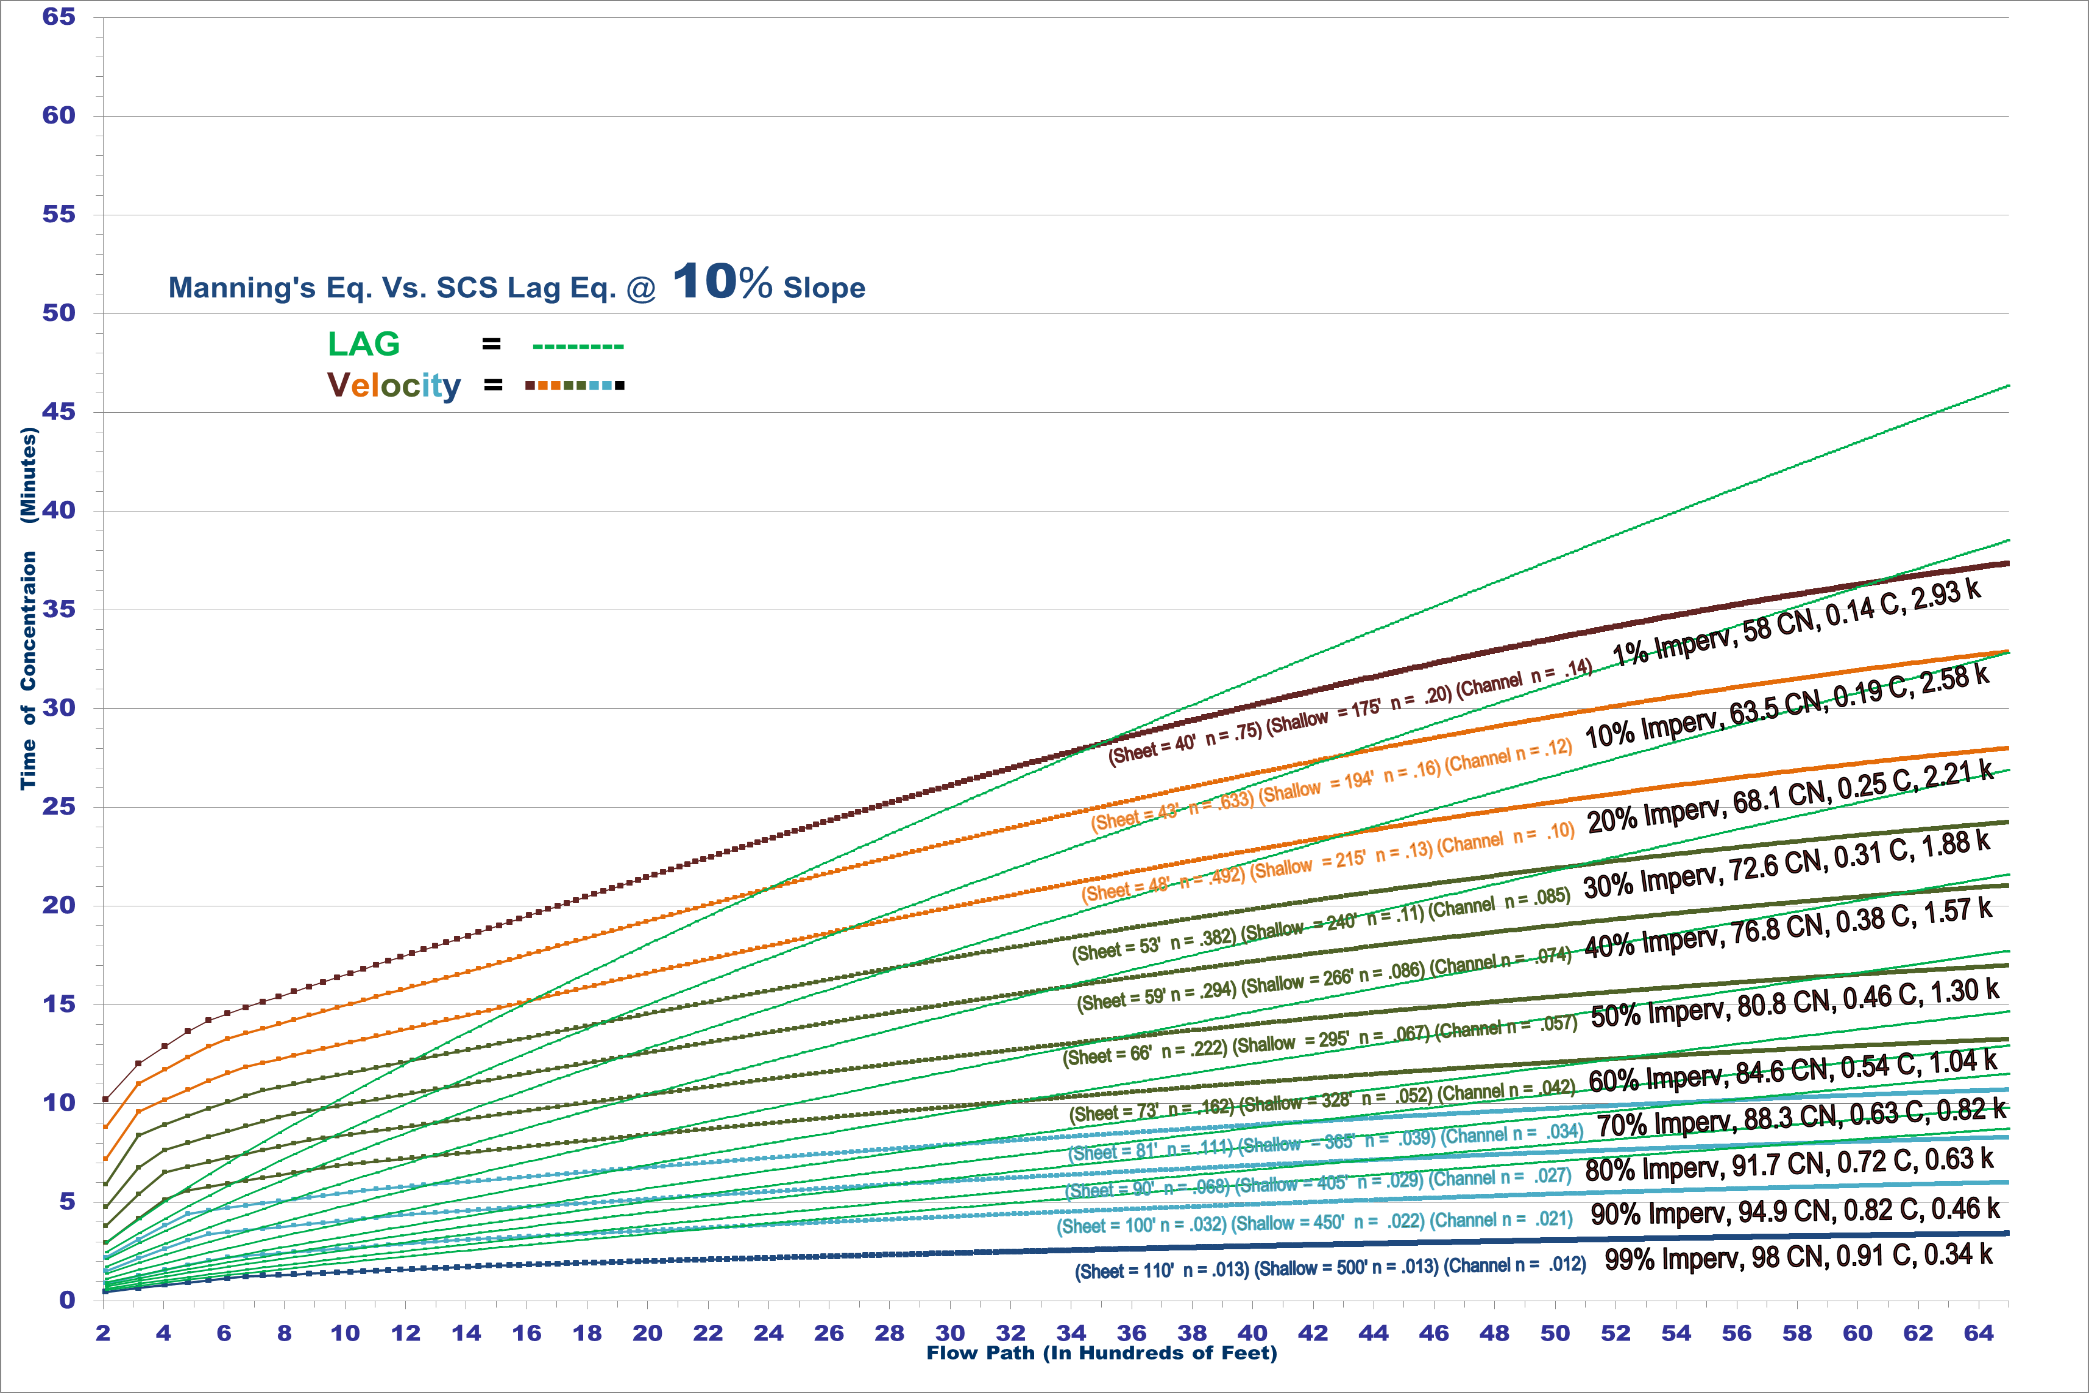 65
60
55
50
45
40
35
30
25
20
15
10
5
0
Time of Concentraion (Minutes)
Manning's Eq. Vs. SCS Lag Eq. @ 10% Slope
LAG = --------
Velocity =
(Sheet = 40' n = .75) (Shallow = 175' n = .20) (Channel n = .14)
1% Imperv, 58 CN, 0.14 C, 2.93 k
(Sheet = 43' n = .633) (Shallow = 194' n = .16) (Channel n = .12)
10% Imperv, 63.5 CN, 0.19 C, 2.58 k
(Sheet = 48' n = .492) (Shallow = 215' n = .13) (Channel n = .10)
20% Imperv, 68.1 CN, 0.25 C, 2.21 k
(Sheet = 53' n = .382) (Shallow = 240' n = .11) (Channel n = .085)
30% Imperv, 72.6 CN, 0.31 C, 1.88 k
(Sheet = 59' n = .294) (Shallow = 266' n = .086) (Channel n = .074)
40% Imperv, 76.8 CN, 0.38 C, 1.57 k
(Sheet = 66' n = .222) (Shallow = 295' n = .067) (Channel n = .057)
50% Imperv, 80.8 CN, 0.46 C, 1.30 k
(Sheet = 73' n = .162) (Shallow = 328' n = .052) (Channel n = .042)
60% Imperv, 84.6 CN, 0.54 C, 1.04 k
(Sheet = 81' n = .111) (Shallow = 365' n = .039) (Channel n = .034)
70% Imperv, 88.3 CN, 0.63 C, 0.82 k
(Sheet = 90' n = .068) (Shallow = 405' n = .029) (Channel n = .027)
80% Imperv, 91.7 CN, 0.72 C, 0.63 k
(Sheet = 100' n = .032) (Shallow = 450' n = .022) (Channel n = .021)
90% Imperv, 94.9 CN, 0.82 C, 0.46 k
(Sheet = 110' n = .013) (Shallow = 500' n = .013) (Channel n = .012)
99% Imperv, 98 CN, 0.91 C, 0.34 k
2 4 6 8 10 12 14 16 18 20 22 24 26 28 30 32 34 36 38 40 42 44 46 48 50 52 54 56 58 60 62 64
Flow Path (In Hundreds of Feet)